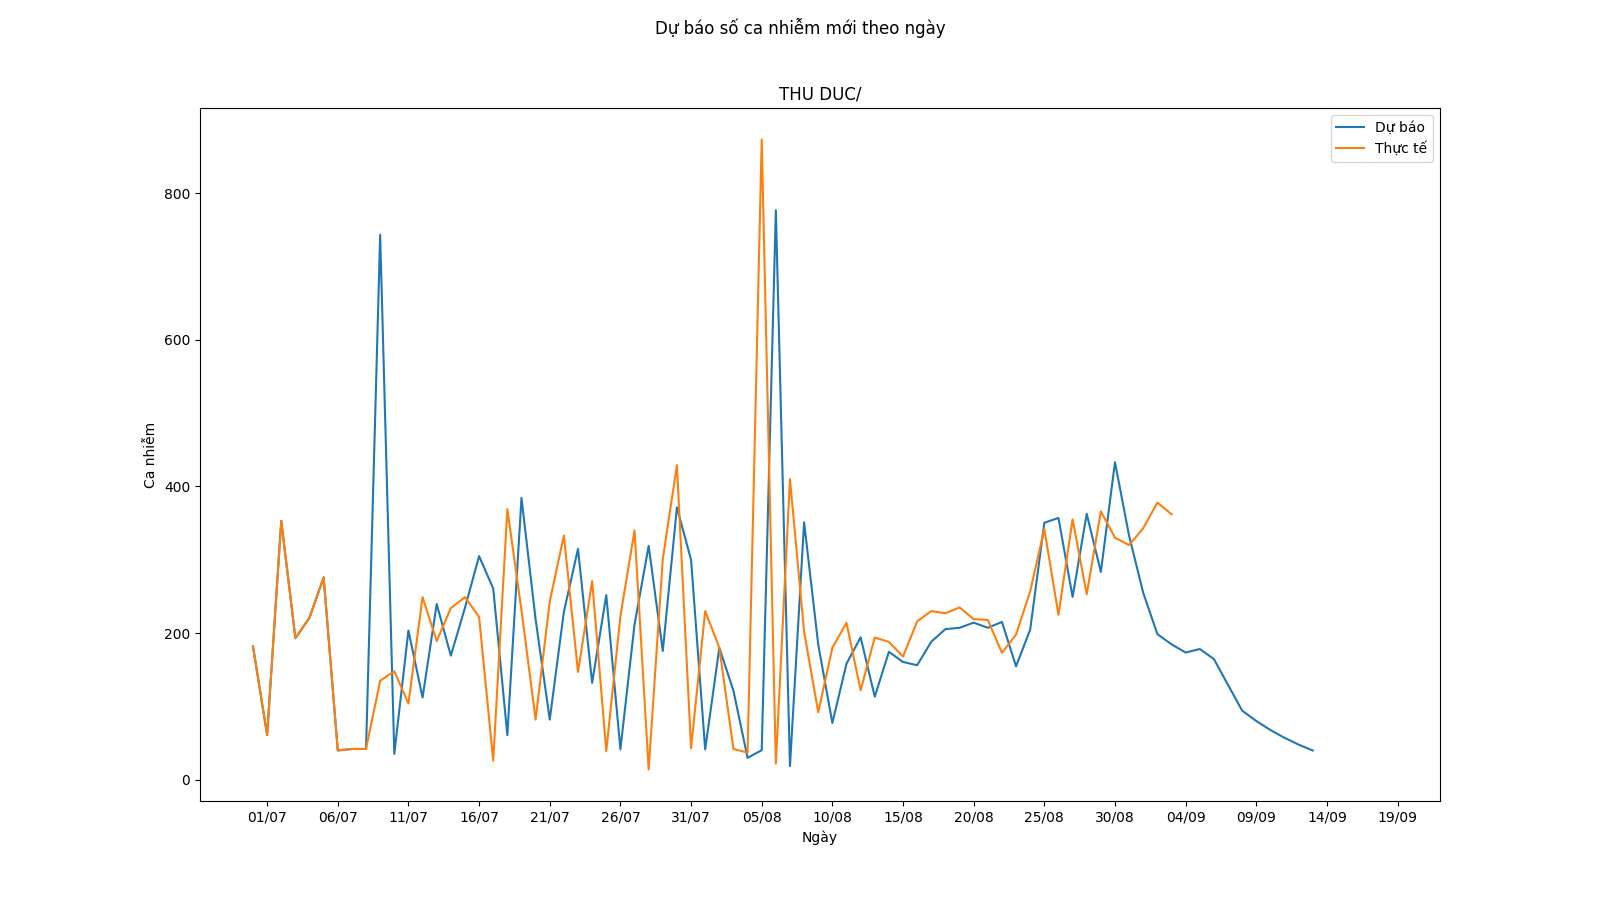 Dự báo số ca nhiễm mới theo ngày
THU DUC/
Dự báo
Thực tế
800
600
400
200
0
Ca nhiễm
01/07 06/07 11/07 16/07 21/07 26/07 31/07 05/08 10/08 15/08 20/08 25/08 30/08 04/09 09/09 14/09 19/09
Ngày